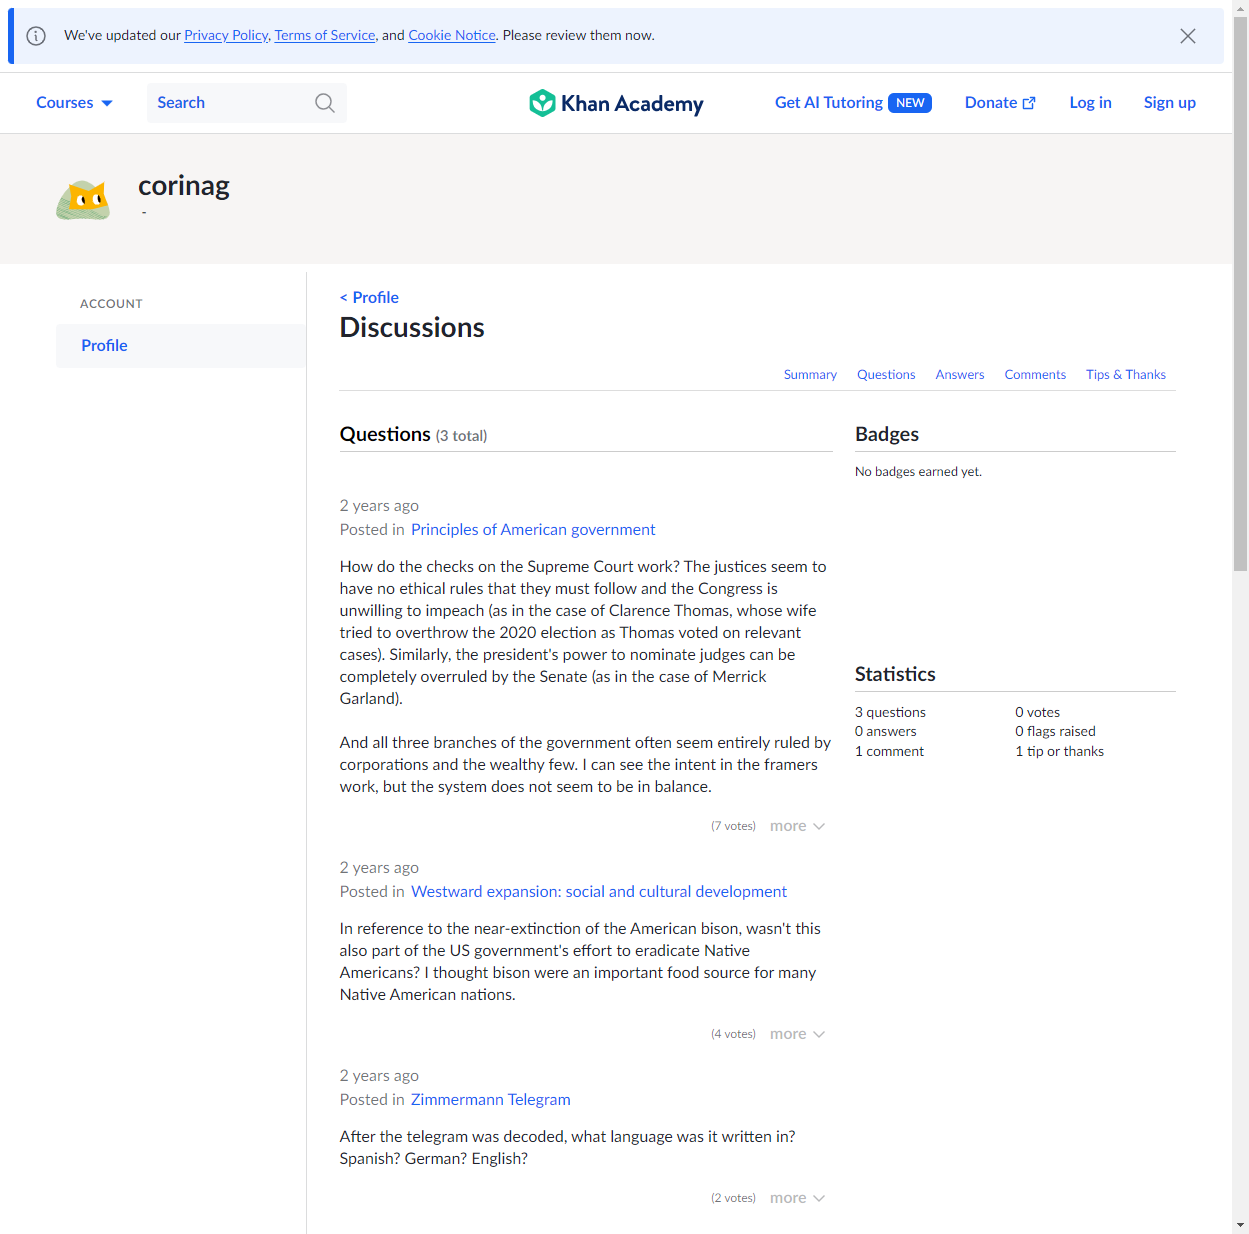 We've updated our Privacy Policy, Terms of Service, and Cookie Notice. Please review them now.
Courses
Search
Khan Academy
Get AI Tutoring NEW
Donate
Log in
Sign up
corinag
-
ACCOUNT
Profile
< Profile
Discussions
Summary Questions Answers Comments Tips & Thanks
Questions (3 total)
2 years ago
Posted in Principles of American government
How do the checks on the Supreme Court work? The justices seem to
have no ethical rules that they must follow and the Congress is
unwilling to impeach (as in the case of Clarence Thomas, whose wife
tried to overthrow the 2020 election as Thomas voted on relevant
cases). Similarly, the president's power to nominate judges can be
completely overruled by the Senate (as in the case of Merrick
Garland).
And all three branches of the government often seem entirely ruled by
corporations and the wealthy few. I can see the intent in the framers
work, but the system does not seem to be in balance.
(7 votes) more
2 years ago
Posted in Westward expansion: social and cultural development
In reference to the near-extinction of the American bison, wasn't this
also part of the US government's effort to eradicate Native
Americans? I thought bison were an important food source for many
Native American nations.
(4 votes) more
2 years ago
Posted in Zimmermann Telegram
After the telegram was decoded, what language was it written in?
Spanish? German? English?
(2 votes) more
Badges
No badges earned yet.
Statistics
3 questions 0 votes
0 answers 0 flags raised
1 comment 1 tip or thanks